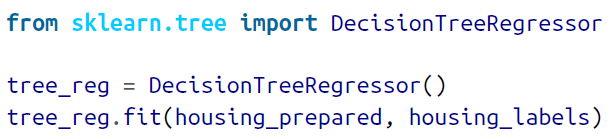 from sklearn.tree import DecisionTreeRegressor
tree_reg = DecisionTreeRegressor()
tree_reg.fit(housing_prepared, housing_labels)